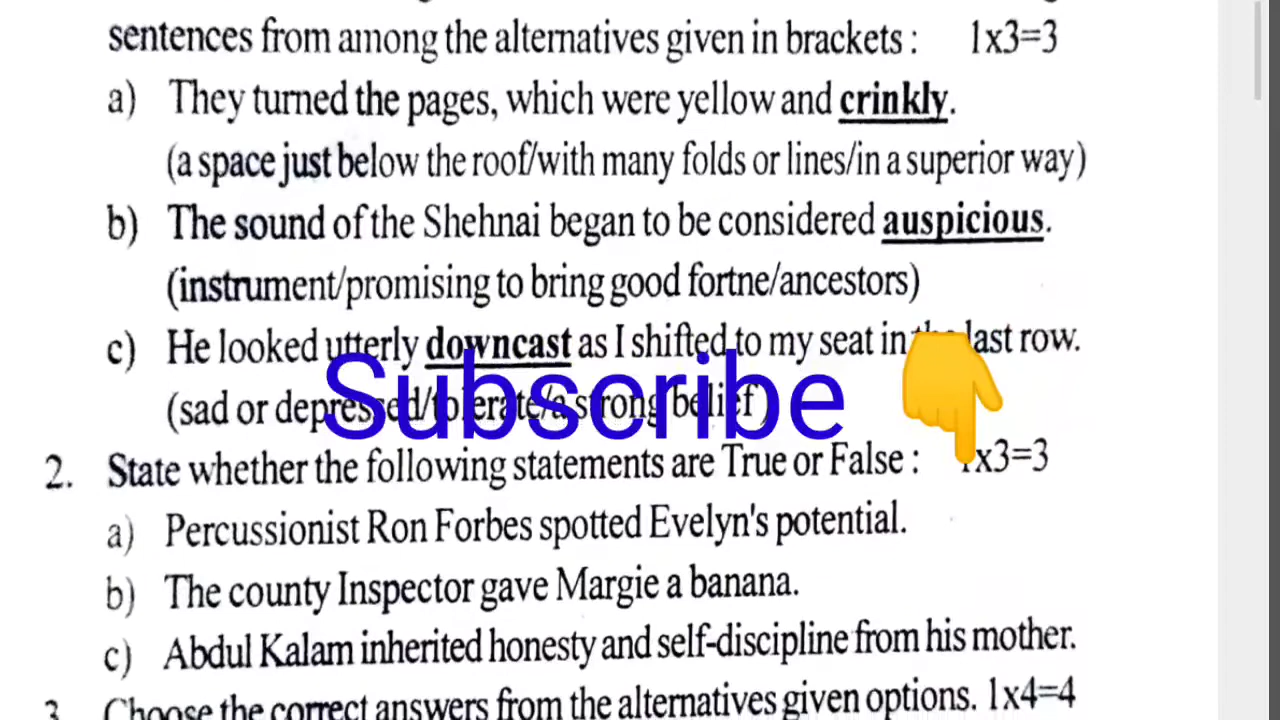 sentences from among the alternatives given in brackets : 1x3=3
a) They turned the pages, which were yellow and crinkly.
(a space just below the roof/with many folds or lines/in a superior way)
b) The sound of the Shehnai began to be considered auspicious.
(instrument/promising to bring good fortne/ancestors)
c) He looked utterly downcast as I shifted to my seat in the last row.
(sad or depressed/tolerate/a strong belief)
Subscribe
2. State whether the following statements are True or False : 1x3=3
a) Percussionist Ron Forbes spotted Evelyn's potential.
b) The county Inspector gave Margie a banana.
c) Abdul Kalam inherited honesty and self-discipline from his mother.
3. Choose the correct answers from the alternatives given options. 1x4=4